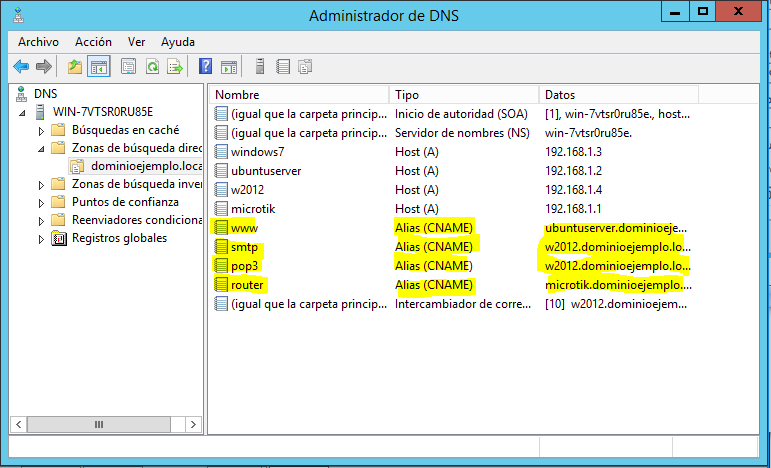 Administrador de DNS
Archivo Acción Ver Ayuda
DNS
WIN-7VTSR0RU85E
Búsquedas en caché
Zonas de búsqueda direc
dominioejemplo.loca
Zonas de búsqueda inver
Puntos de confianza
Reenviadores condiciona
Registros globales
Nombre Tipo Datos
(igual que la carpeta princip... Inicio de autoridad (SOA) [1], win-7vtsr0ru85e., host...
(igual que la carpeta princip... Servidor de nombres (NS) win-7vtsr0ru85e.
windows7 Host (A) 192.168.1.3
ubuntuserver Host (A) 192.168.1.2
w2012 Host (A) 192.168.1.4
microtik Host (A) 192.168.1.1
www Alias (CNAME) ubuntuserver.dominioeje...
smtp Alias (CNAME) w2012.dominioejemplo.lo...
pop3 Alias (CNAME) w2012.dominioejemplo.lo...
router Alias (CNAME) microtik.dominioejemplo....
(igual que la carpeta princip... Intercambiador de corre... [10] w2012.dominioejem...